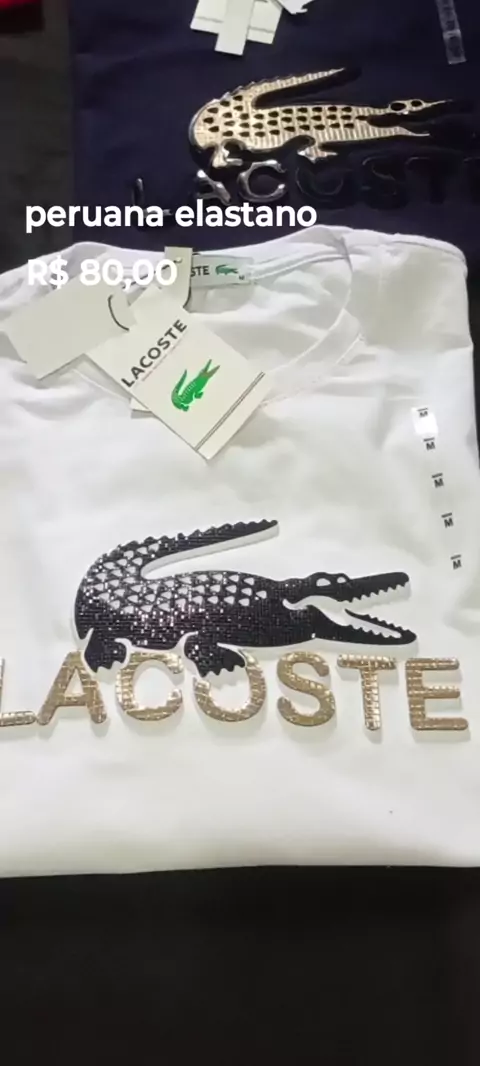 LACOSTE
peruana elastano
R$ 80,00
STE
M
LACOSTE
M
M
M
M
M
LACOSTE